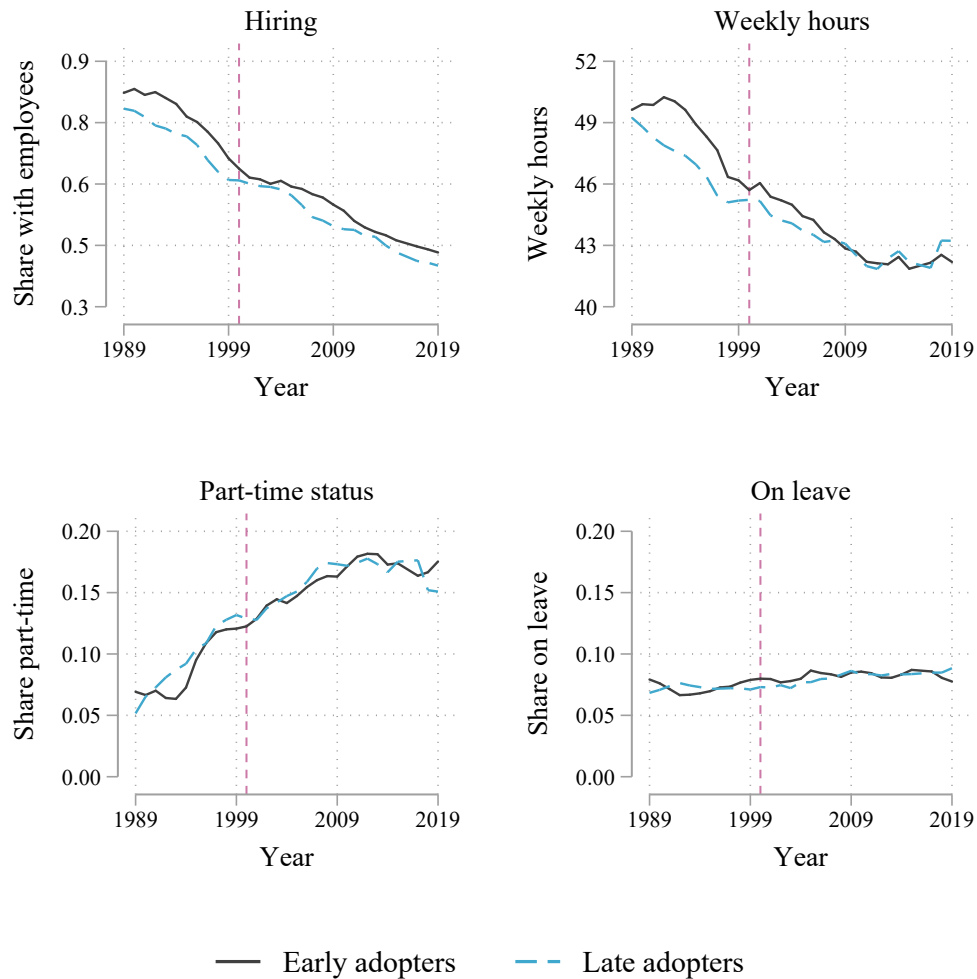 Hiring
Share with employees
0.9
0.8
0.6
0.5
0.3
1989 1999 2009 2019
Year
Weekly hours
Weekly hours
52
49
46
43
40
1989 1999 2009 2019
Year
Part-time status
Share part-time
0.20
0.15
0.10
0.05
0.00
1989 1999 2009 2019
Year
On leave
Share on leave
0.20
0.15
0.10
0.05
0.00
1989 1999 2009 2019
Year
Early adopters Late adopters